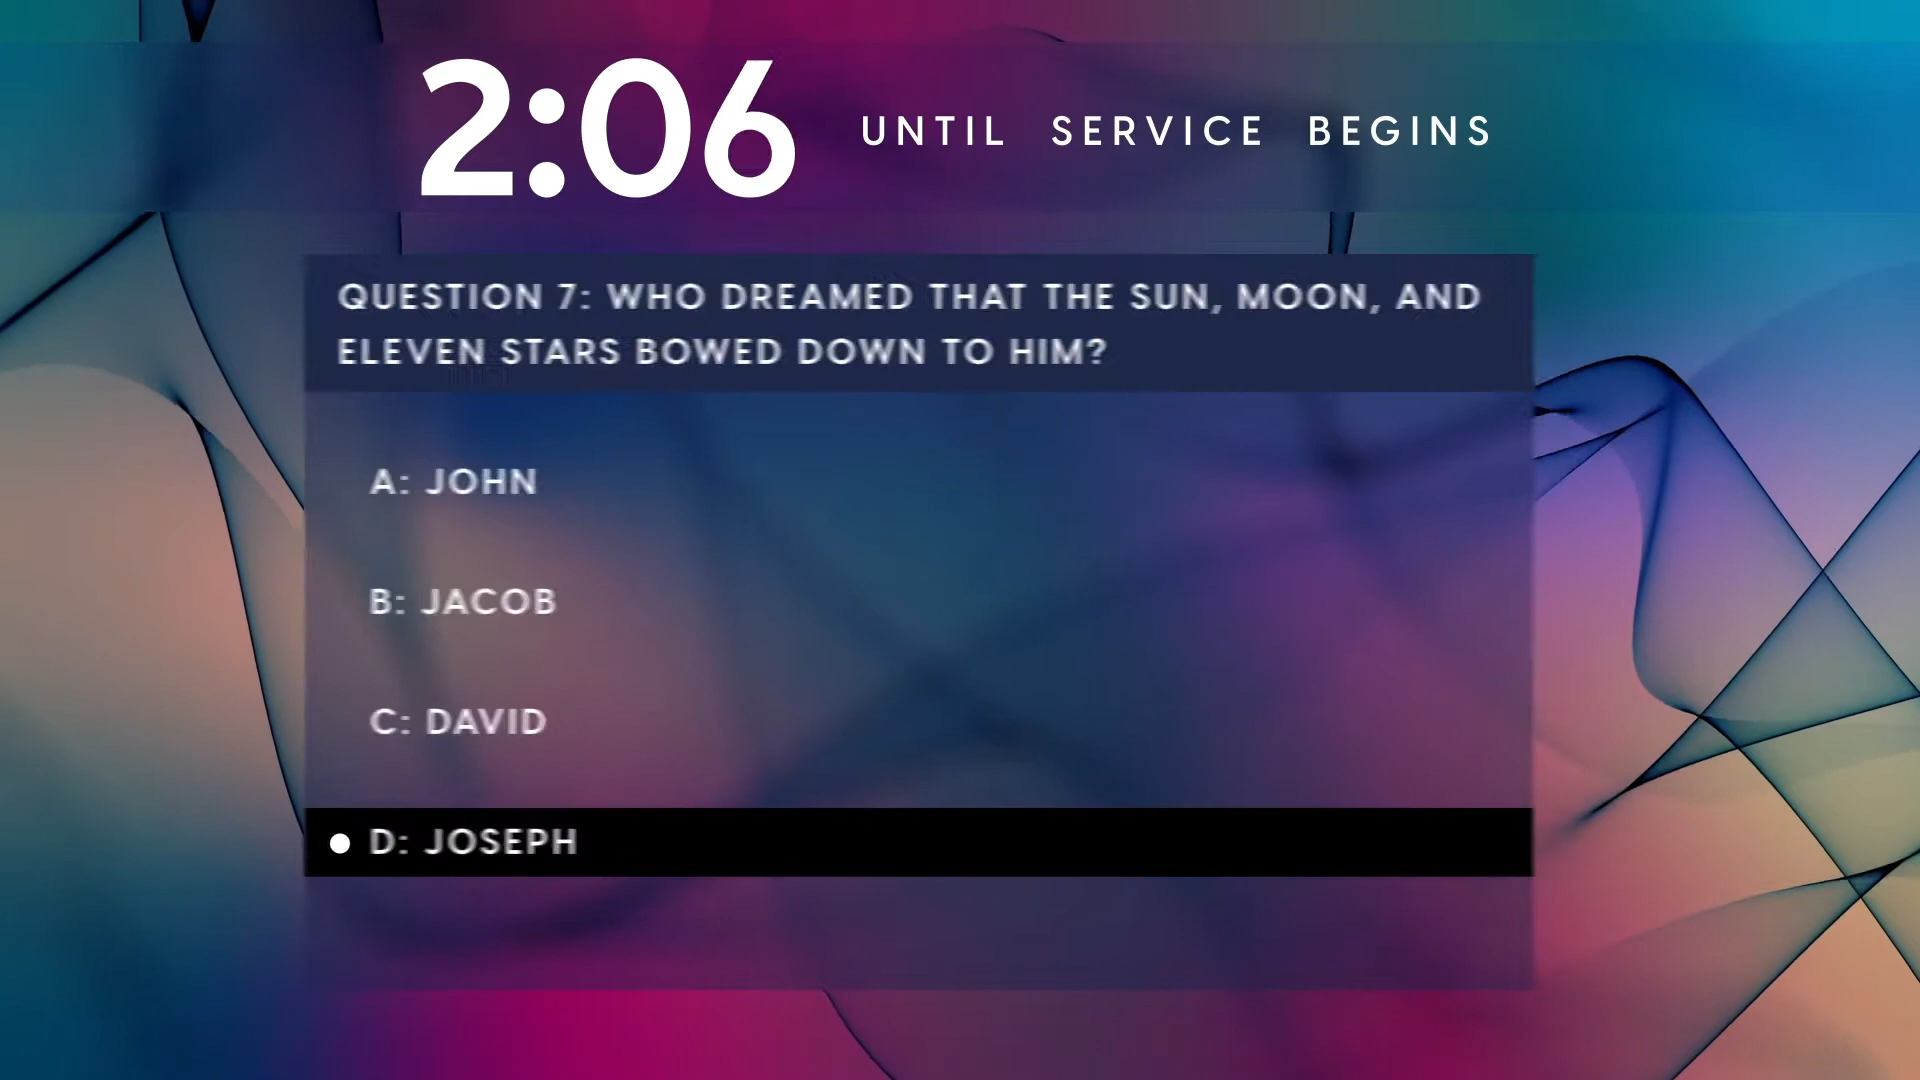 2:06 UNTIL SERVICE BEGINS
QUESTION 7: WHO DREAMED THAT THE SUN, MOON, AND
ELEVEN STARS BOWED DOWN TO HIM?
A: JOHN
B: JACOB
C: DAVID
D: JOSEPH